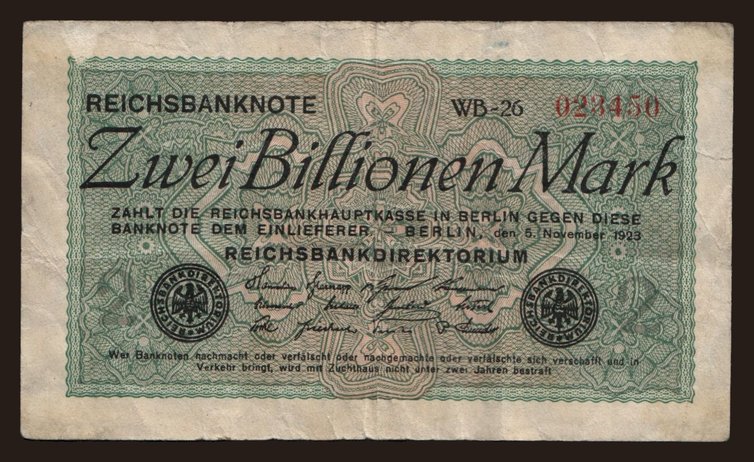 REICHSBANKNOTE WB-26 023450
Zwei Billionen Mark
ZAHLT DIE REICHSBANKHAUPTKASSE IN BERLIN GEGEN DIESE
BANKNOTE DEM EINLIEFERER. – BERLIN, den 5. November 1923
REICHSBANKDIREKTORIUM
REICHSBANKDIREKTORIUM
REICHSBANKDIREKTORIUM
Wer Banknoten nachmacht oder verfälscht oder nachgemachte oder verfälschte sich verschafft und in
Verkehr bringt, wird mit Zuchthaus nicht unter zwei Jahren bestraft